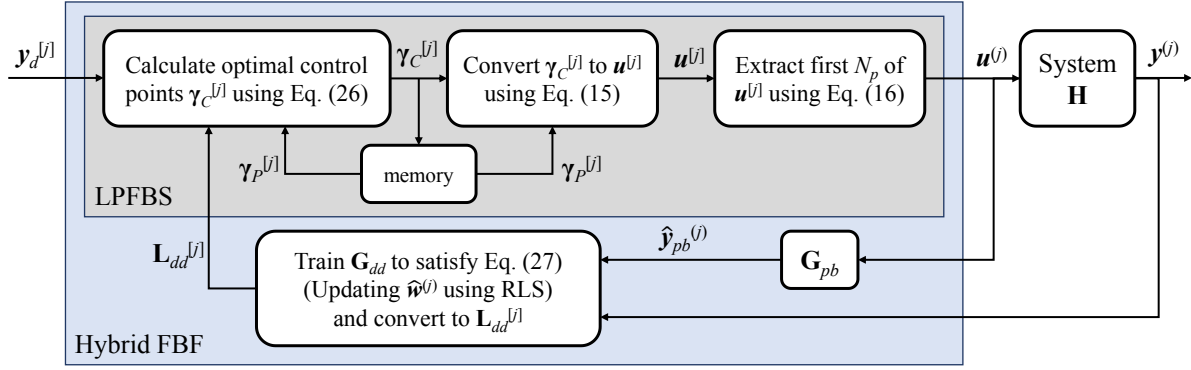 y_d^[j]
Calculate optimal control
points γ_C^[j] using Eq. (26)
γ_C^[j]
Convert γ_C^[j] to u^[j]
using Eq. (15)
u^[j]
Extract first N_p of
u^[j] using Eq. (16)
u^(j)
System
H
y^(j)
γ_P^[j]
memory
γ_P^[j]
LPFBS
L_dd^[j]
Train G_dd to satisfy Eq. (27)
(Updating ŵ^(j) using RLS)
and convert to L_dd^[j]
ŷ_pb^(j)
G_pb
Hybrid FBF